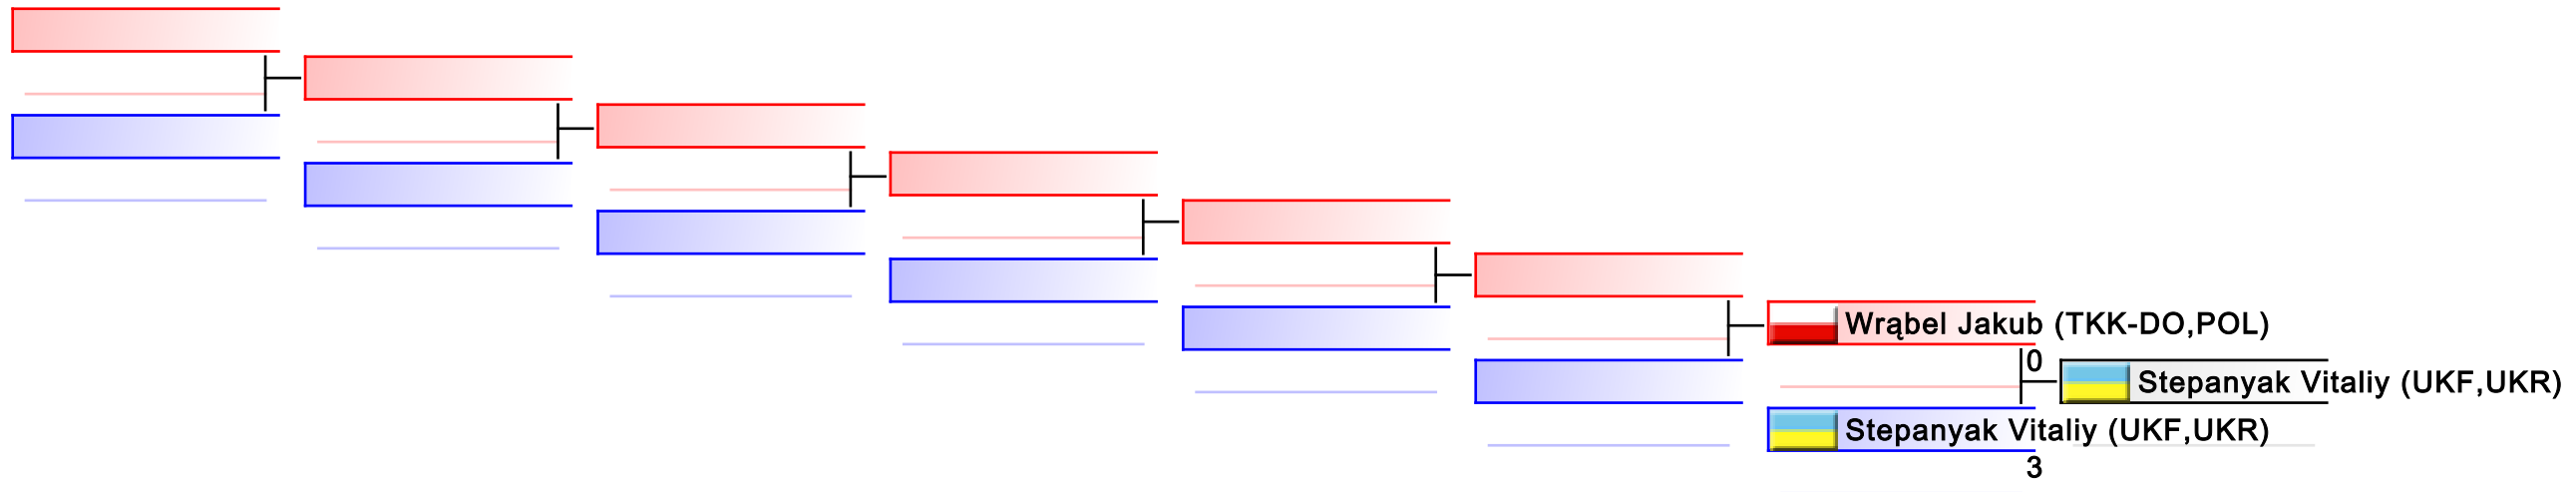 Wrąbel Jakub (TKK-DO,POL)
0
Stepanyak Vitaliy (UKF,UKR)
Stepanyak Vitaliy (UKF,UKR)
3